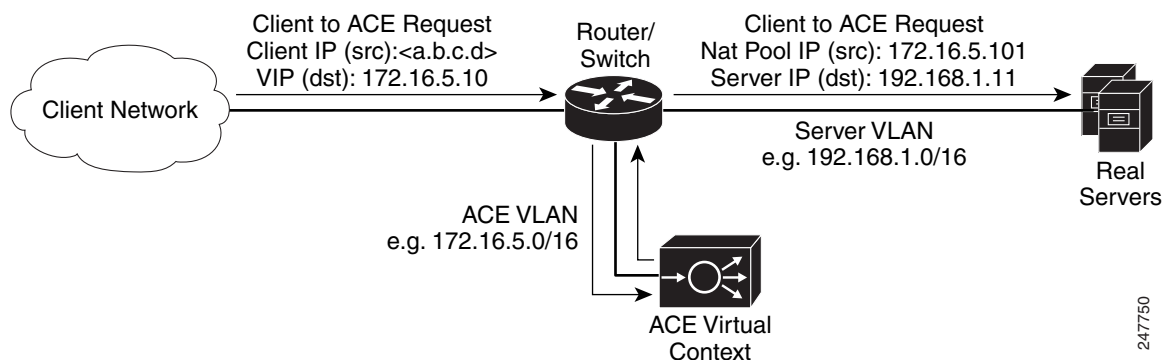 Client to ACE Request
Client IP (src):<a.b.c.d>
VIP (dst): 172.16.5.10
Router/
Switch
Client to ACE Request
Nat Pool IP (src): 172.16.5.101
Server IP (dst): 192.168.1.11
Client Network
Server VLAN
e.g. 192.168.1.0/16
Real
Servers
ACE VLAN
e.g. 172.16.5.0/16
ACE Virtual
Context
247750